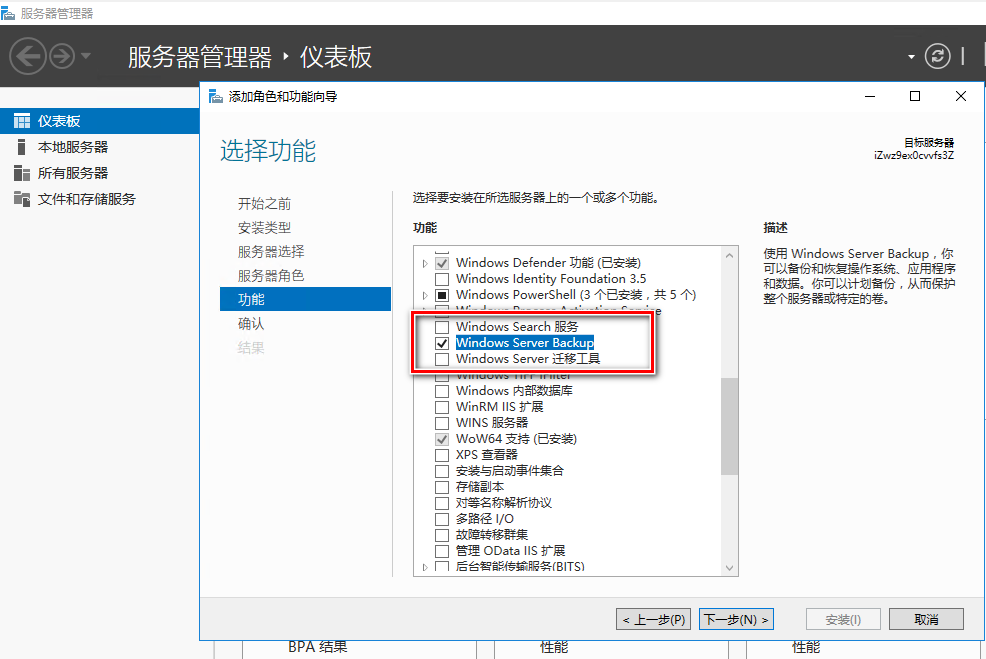 服务器管理器
服务器管理器 · 仪表板
仪表板
本地服务器
所有服务器
文件和存储服务
添加角色和功能向导
选择功能
目标服务器
iZwz9ex0cvvfs3Z
开始之前
安装类型
服务器选择
服务器角色
功能
确认
结果
选择要安装在所选服务器上的一个或多个功能。
功能
Windows Defender 功能 (已安装)
Windows Identity Foundation 3.5
Windows PowerShell (3 个已安装，共 5 个)
Windows Process Activation Service
Windows Search 服务
Windows Server Backup
Windows Server 迁移工具
Windows TIFF IFilter
Windows 内部数据库
WinRM IIS 扩展
WINS 服务器
WoW64 支持 (已安装)
XPS 查看器
安装与启动事件集合
存储副本
对等名称解析协议
多路径 I/O
故障转移群集
管理 OData IIS 扩展
后台智能传输服务(BITS)
描述
使用 Windows Server Backup，你
可以备份和恢复操作系统、应用程序
和数据。你可以计划备份，从而保护
整个服务器或特定的卷。
< 上一步(P)
下一步(N) >
安装(I)
取消
BPA 结果
性能
性能